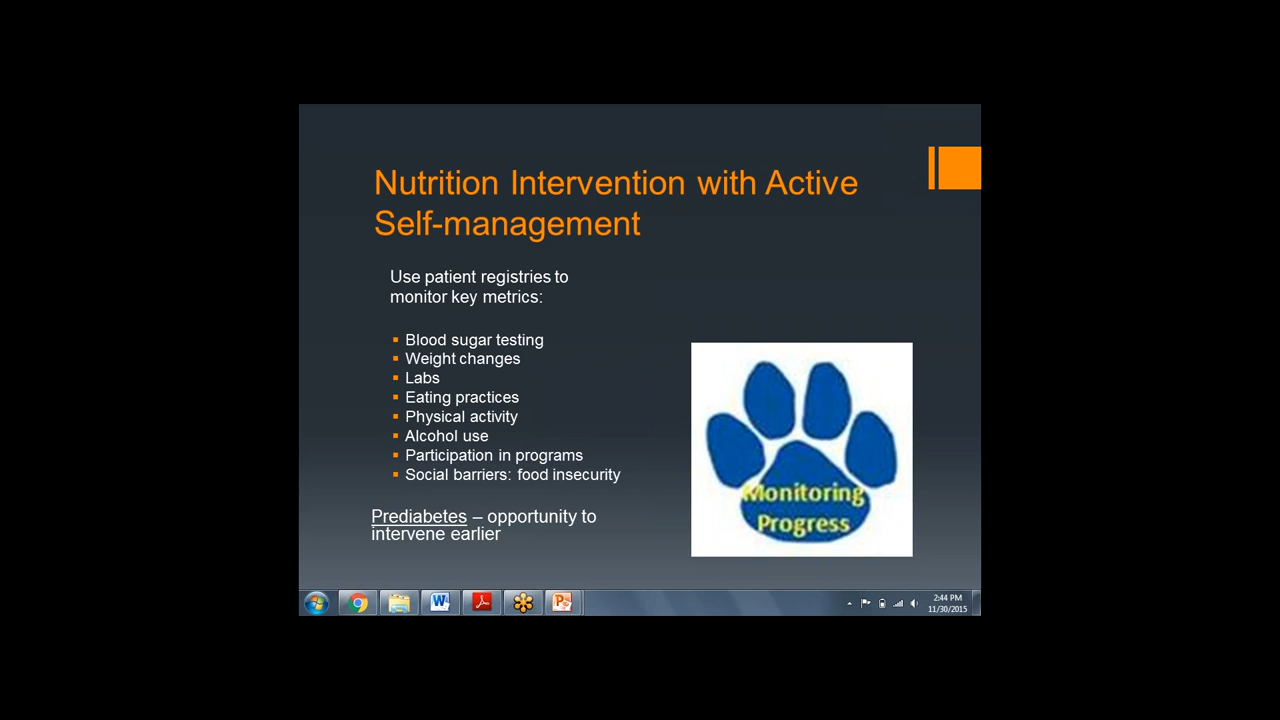 Nutrition Intervention with Active
Self-management
Use patient registries to
monitor key metrics:
Blood sugar testing
Weight changes
Labs
Eating practices
Physical activity
Alcohol use
Participation in programs
Social barriers: food insecurity
Prediabetes – opportunity to
intervene earlier
Monitoring
Progress
2:44 PM
11/30/2015